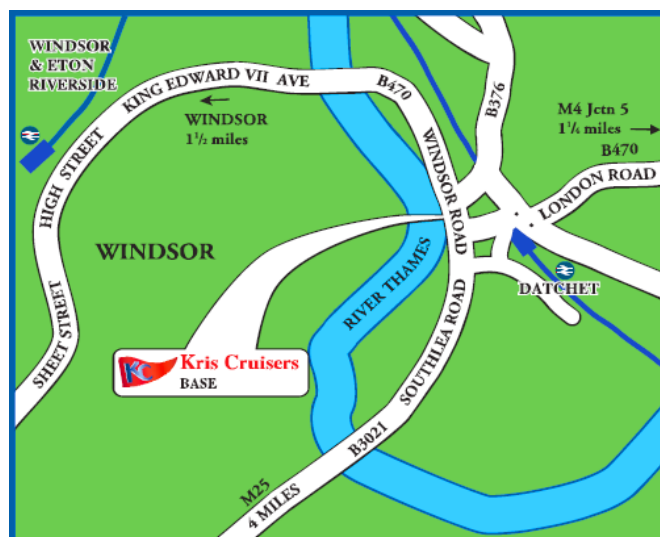 WINDSOR
& ETON
RIVERSIDE
KING EDWARD VII AVE
B470
B376
WINDSOR
1½ miles
M4 Jctn 5
1¼ miles
B470
LONDON ROAD
HIGH STREET
WINDSOR ROAD
WINDSOR
RIVER THAMES
DATCHET
SHEET STREET
KC
Kris Cruisers
BASE
SOUTHLEA ROAD
B3021
M25
4 MILES